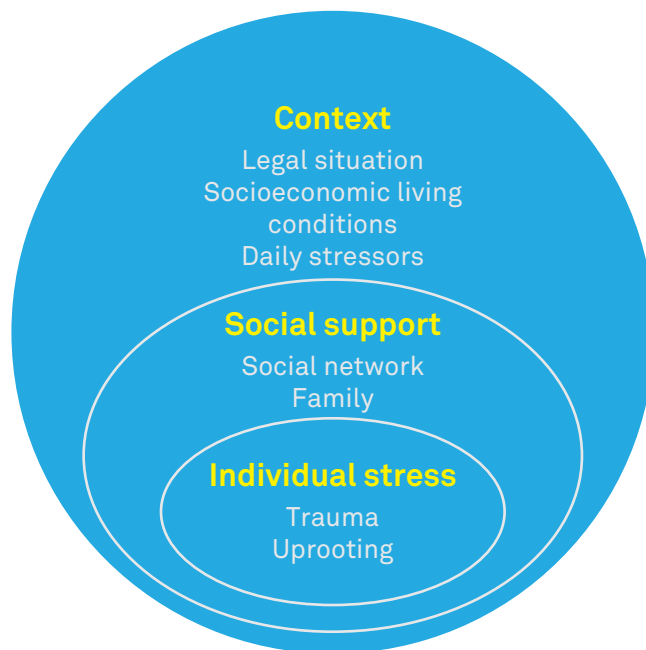 Context
Legal situation
Socioeconomic living
conditions
Daily stressors
Social support
Social network
Family
Individual stress
Trauma
Uprooting